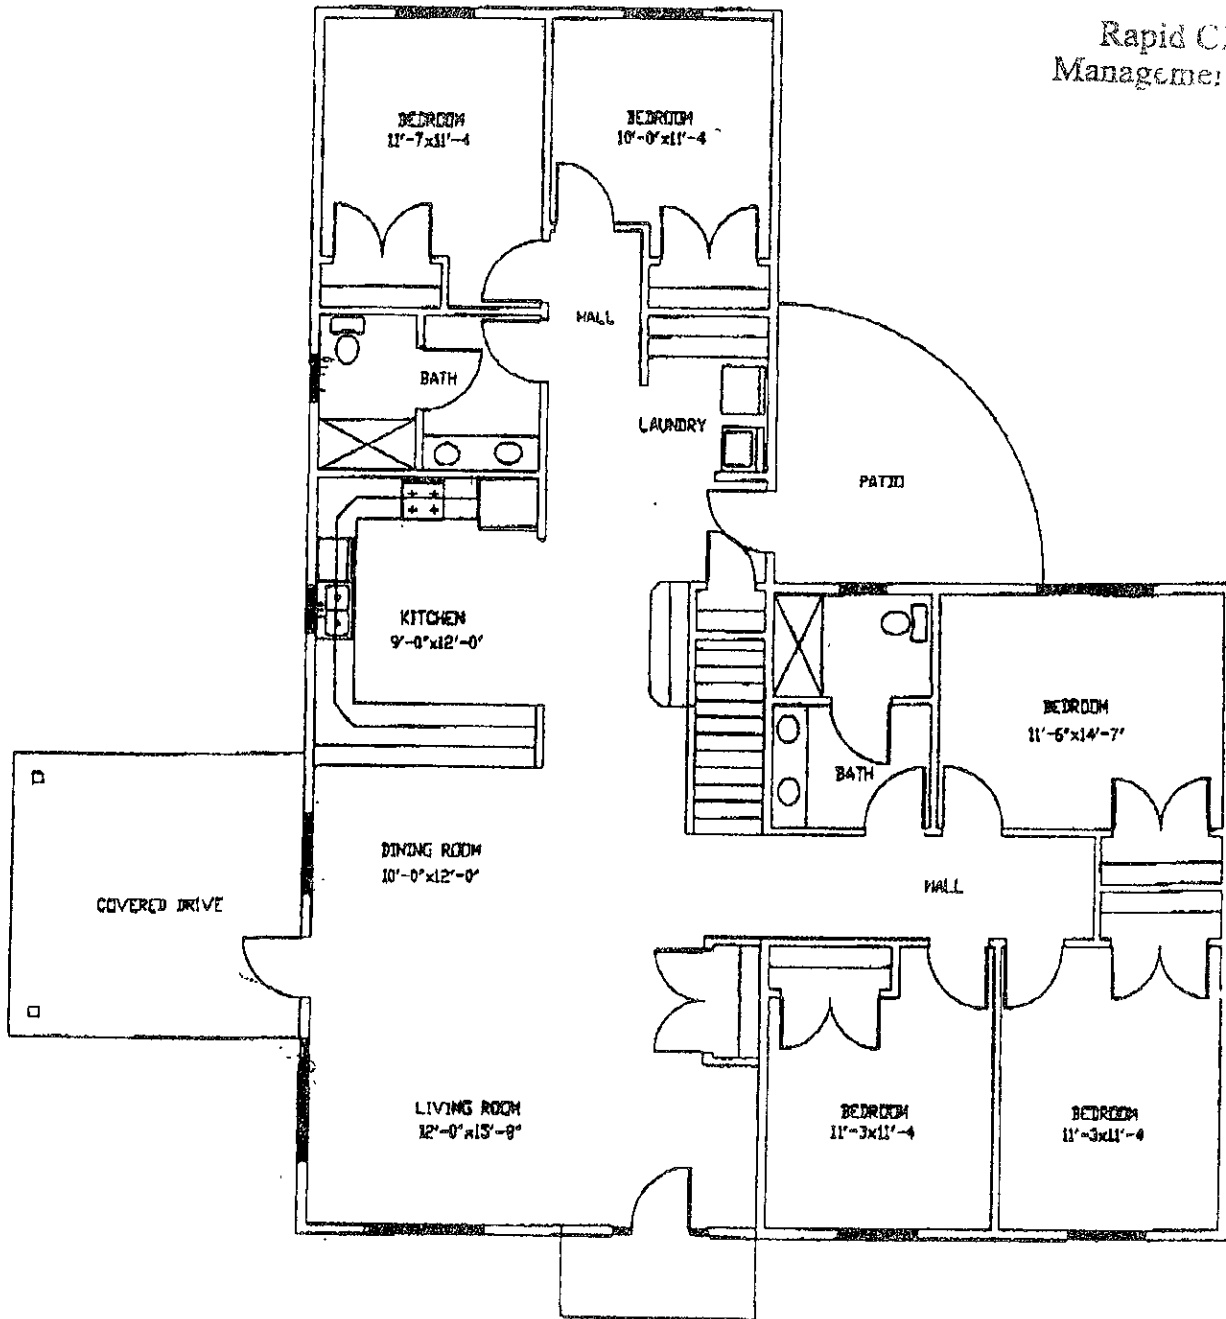 Rapid
BEDROOM
11'-7x11'-4
BEDROOM
10'-0"x11'-4
HALL
BATH
LAUNDRY
PATIO
KITCHEN
9'-0"x12'-0"
BEDROOM
11'-6"x14'-7"
BATH
DINING ROOM
10'-0"x12'-0"
HALL
COVERED DRIVE
LIVING ROOM
12'-0"x15'-8"
BEDROOM
11'-3x11'-4
BEDROOM
11'-3x11'-4